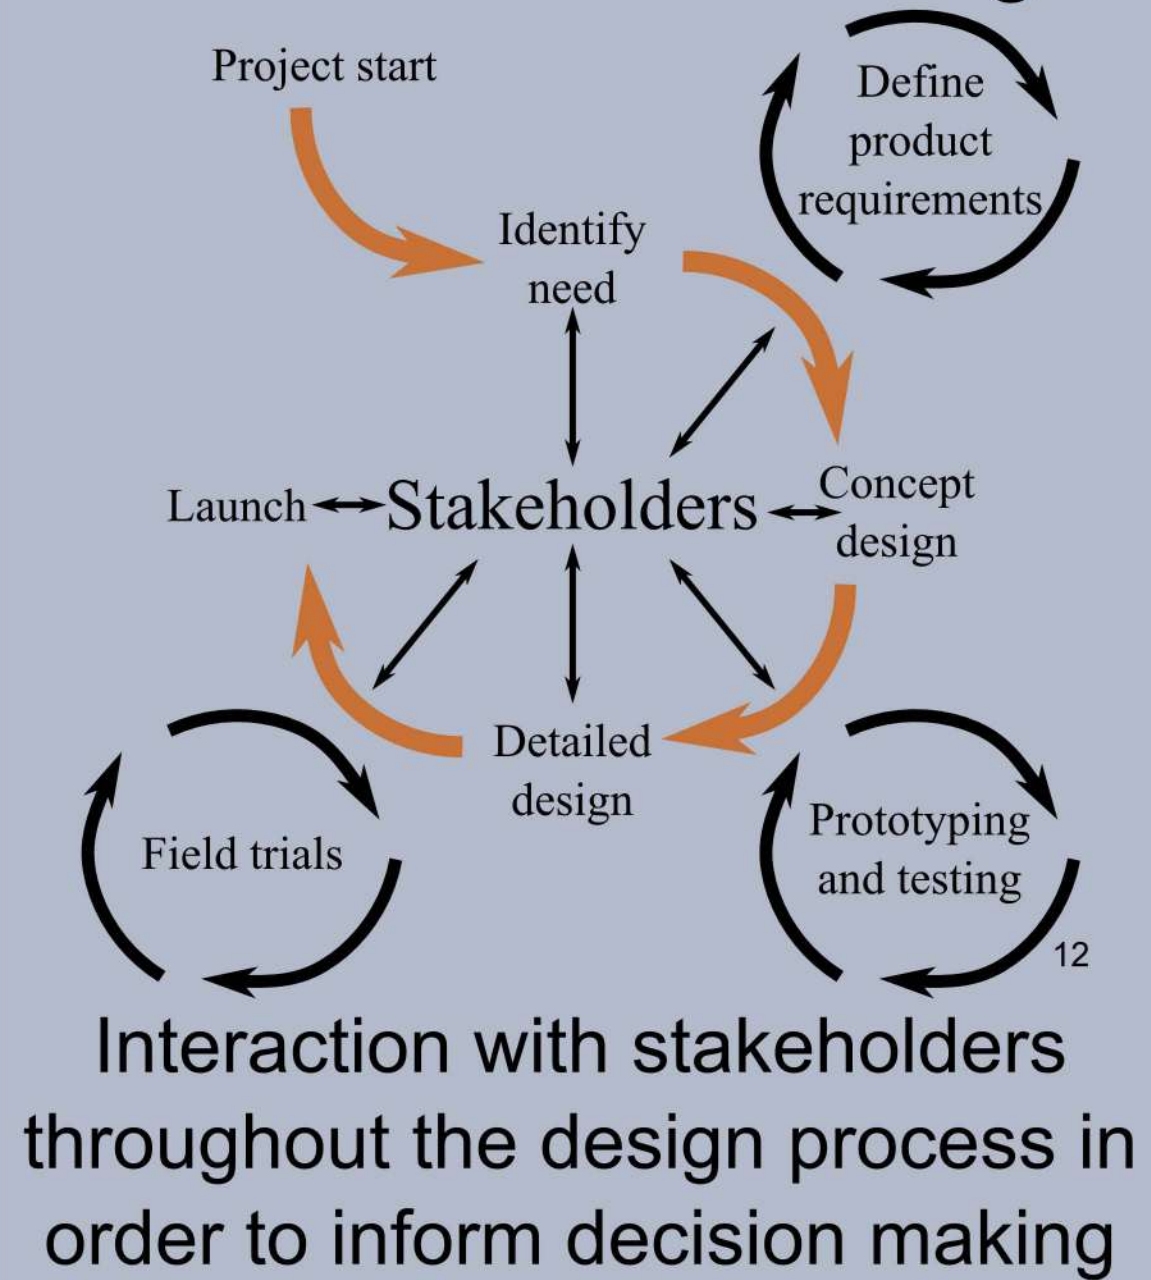 Project start
Define
product
requirements
Identify
need
Launch
Stakeholders
Concept
design
Detailed
design
Field trials
Prototyping
and testing
12
Interaction with stakeholders
throughout the design process in
order to inform decision making